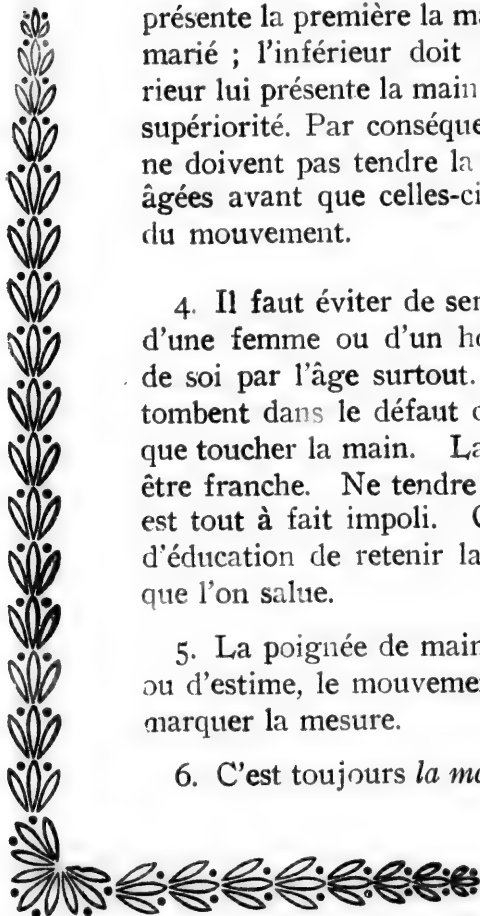 présente la première la ma
marié ; l'inférieur doit
rieur lui présente la main
supériorité. Par conséque
ne doivent pas tendre la
âgées avant que celles-ci
du mouvement.
4. Il faut éviter de ser
d'une femme ou d'un ho
de soi par l'âge surtout.
tombent dans le défaut
que toucher la main. La
être franche. Ne tendre
est tout à fait impoli.
d'éducation de retenir la
que l'on salue.
5. La poignée de main
ou d'estime, le mouveme
marquer la mesure.
6. C'est toujours la ma